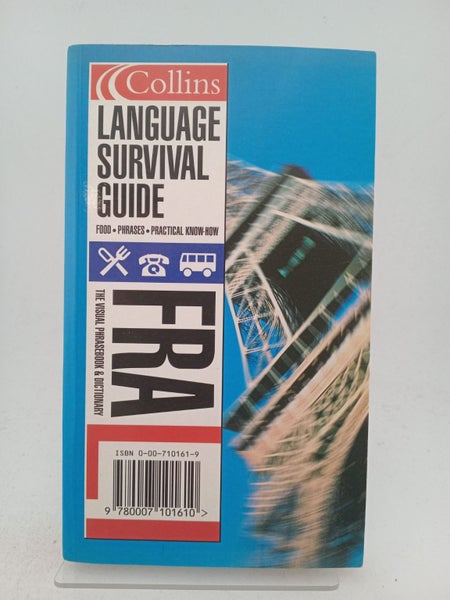 Collins
LANGUAGE
SURVIVAL
GUIDE
FOOD • PHRASES • PRACTICAL KNOW-HOW
FRA
THE VISUAL PHRASEBOOK & DICTIONARY
ISBN 0-00-710161-9
9 780007 101610 >